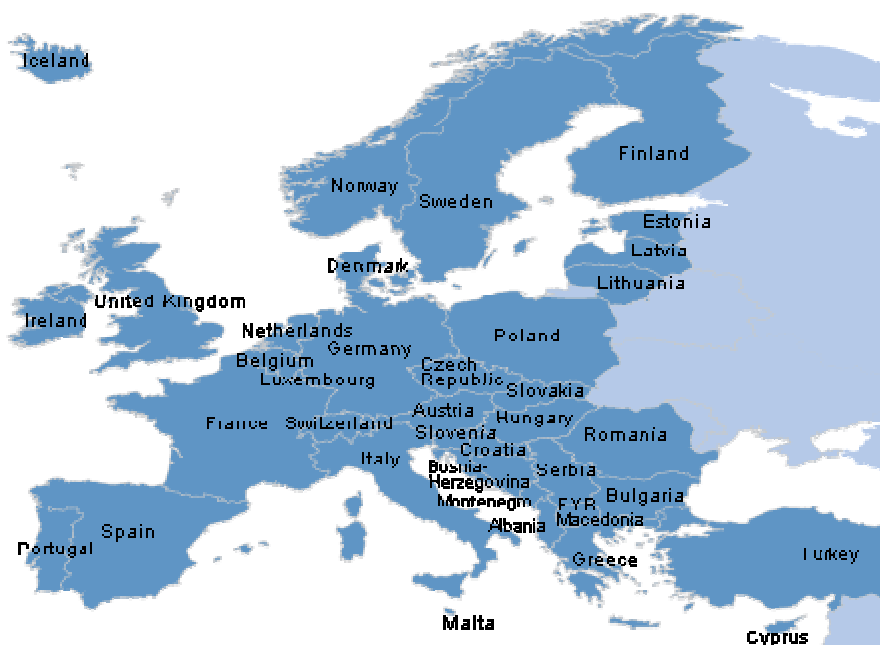 Iceland
Finland
Norway
Sweden
Estonia
Latvia
Denmark
Lithuania
United Kingdom
Ireland
Netherlands
Poland
Germany
Belgium
Czech
Republic
Luxembourg
Slovakia
Austria
Hungary
France
Switzerland
Slovenia
Romania
Croatia
Italy
Bosnia-
Herzegovina
Serbia
Montenegro
Bulgaria
FYR
Macedonia
Albania
Spain
Portugal
Greece
Turkey
Malta
Cyprus